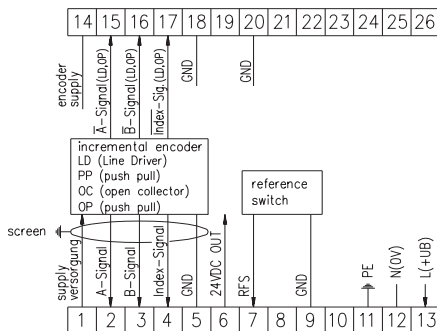 14 15 16 17 18 19 20 21 22 23 24 25 26
encoder
supply
A-Signal(LD,OP)
B-Signal(LD,OP)
Index-Sig.(LD,OP)
GND
GND
incremental encoder
LD (Line Driver)
PP (push pull)
OC (open collector)
OP (push pull)
reference
switch
screen
supply
versorgung
A-Signal
B-Signal
Index-Signal
GND
24VDC OUT
RFS
GND
PE
N(0V)
L(+UB)
1 2 3 4 5 6 7 8 9 10 11 12 13